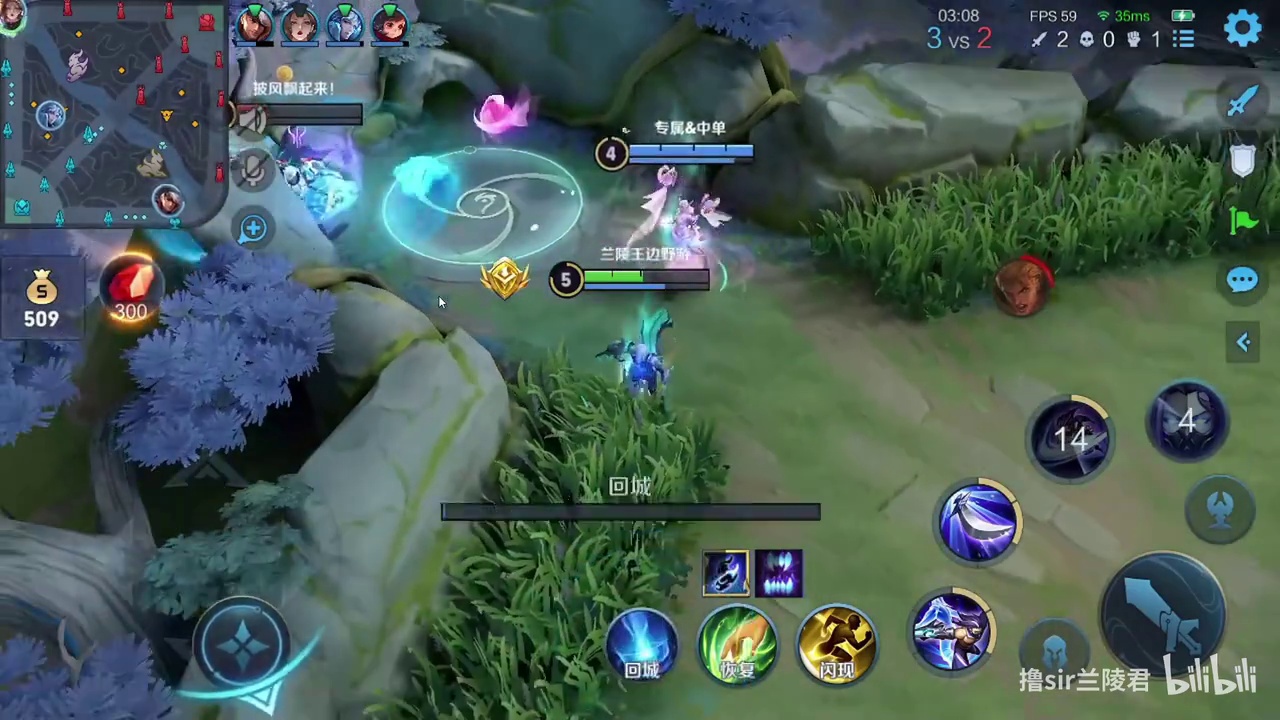 03:08
FPS 59
35ms
3 VS 2
2
0
1
披风飘起来!
专属&中单
4
兰陵王边野游
5
509
300
14
4
回城
回城
恢复
闪现
撸sir兰陵君
bilibili